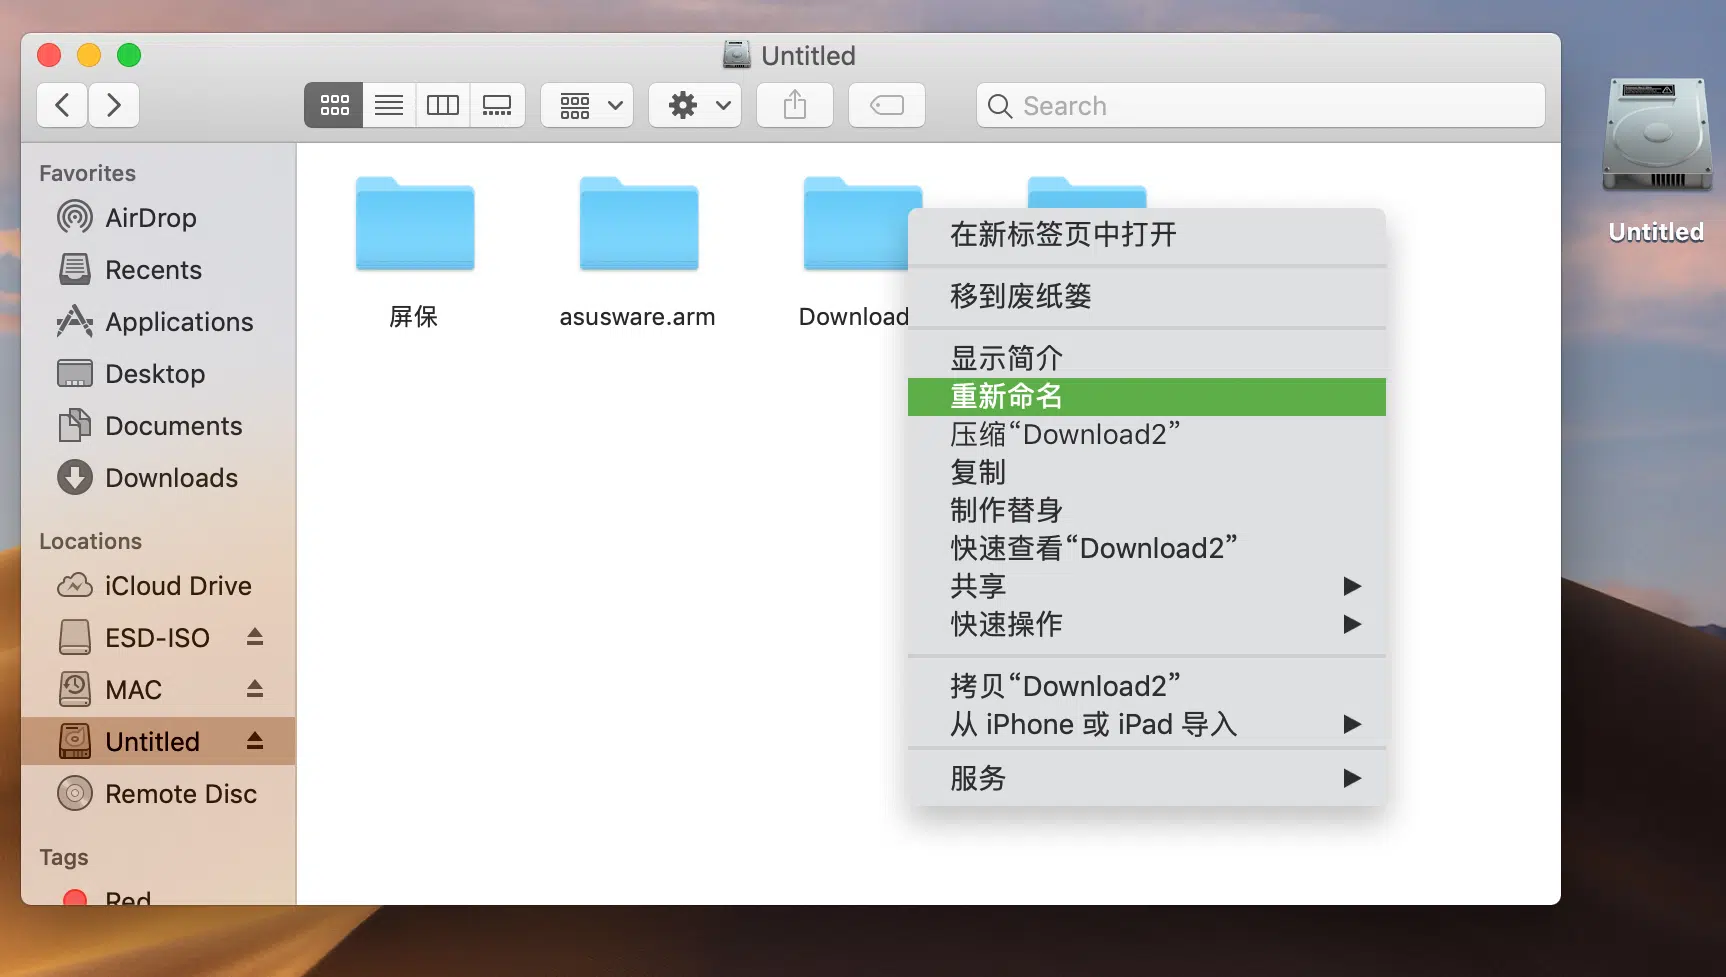 Untitled
Search
Favorites
AirDrop
Recents
Applications
Desktop
Documents
Downloads
Locations
iCloud Drive
ESD-ISO
MAC
Untitled
Remote Disc
Tags
Red
屏保
asusware.arm
Download
在新标签页中打开
移到废纸篓
显示简介
重新命名
压缩“Download2”
复制
制作替身
快速查看“Download2”
共享
快速操作
拷贝“Download2”
从 iPhone 或 iPad 导入
服务
Untitled